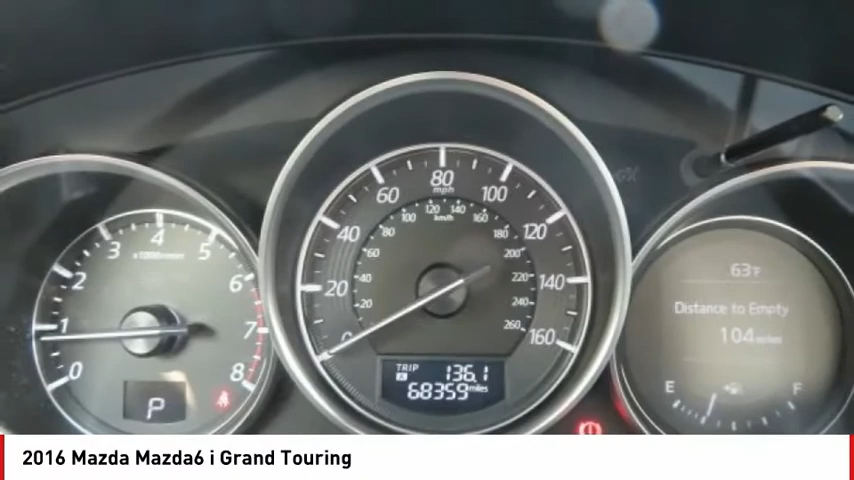 0 1 2 3 4 5 6 7 8
x1000r/min
P
0 20 40 60 80 100 120 140 160
mph
20 40 60 80 100 120 140 160 180 200 220 240 260
km/h
TRIP A 136.1
68359 miles
63°F
Distance to Empty
104 miles
E F
2016 Mazda Mazda6 i Grand Touring